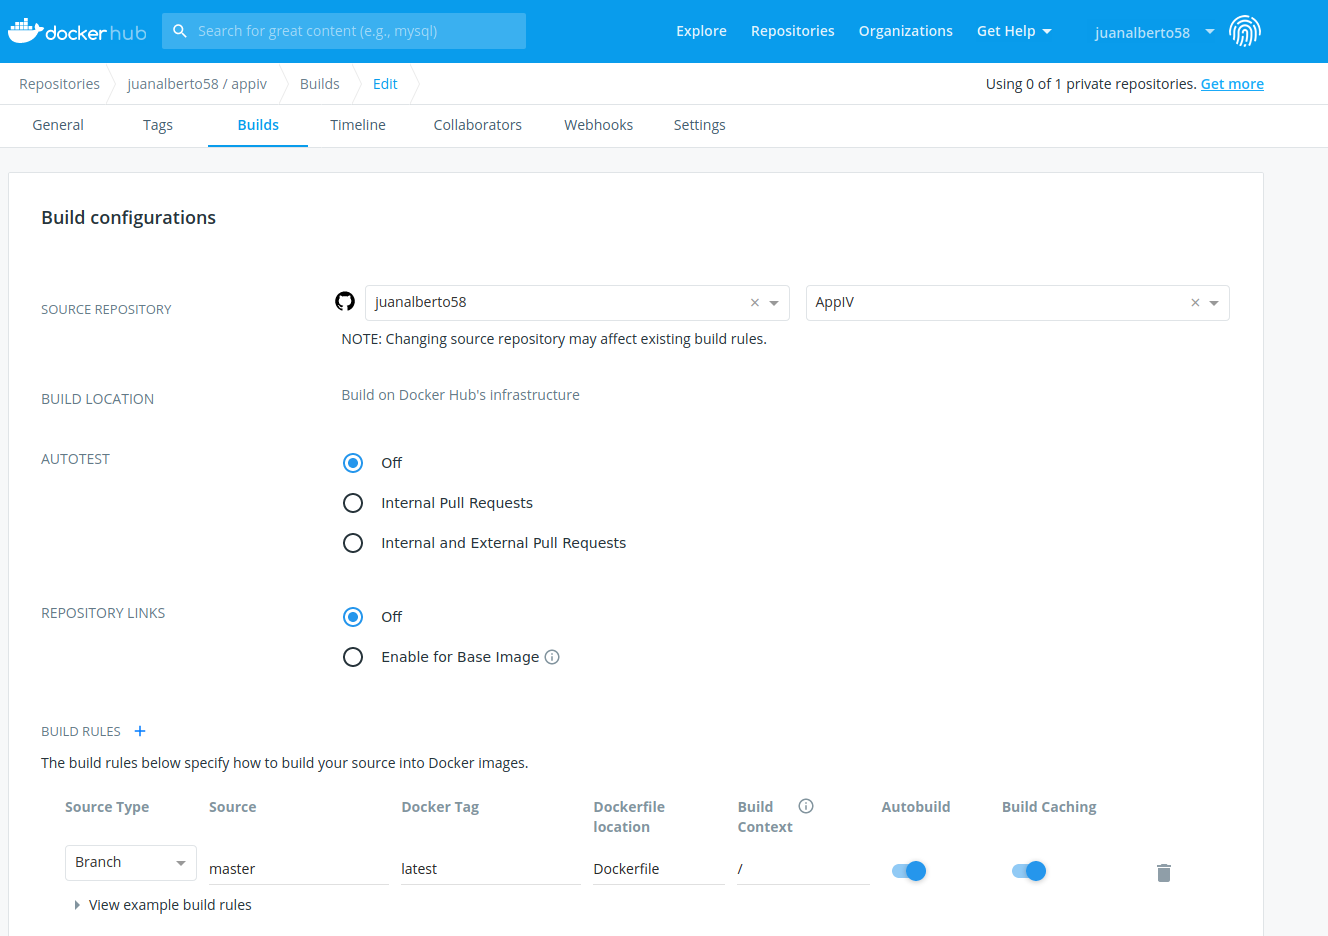 docker hub
Search for great content (e.g., mysql)
Explore Repositories Organizations Get Help juanalberto58
Repositories juanalberto58 / appiv Builds Edit Using 0 of 1 private repositories. Get more
General Tags Builds Timeline Collaborators Webhooks Settings
Build configurations
SOURCE REPOSITORY juanalberto58 × AppIV ×
NOTE: Changing source repository may affect existing build rules.
BUILD LOCATION Build on Docker Hub's infrastructure
AUTOTEST Off
Internal Pull Requests
Internal and External Pull Requests
REPOSITORY LINKS Off
Enable for Base Image
BUILD RULES +
The build rules below specify how to build your source into Docker images.
Source Type Source Docker Tag Dockerfile location Build Context Autobuild Build Caching
Branch master latest Dockerfile /
View example build rules